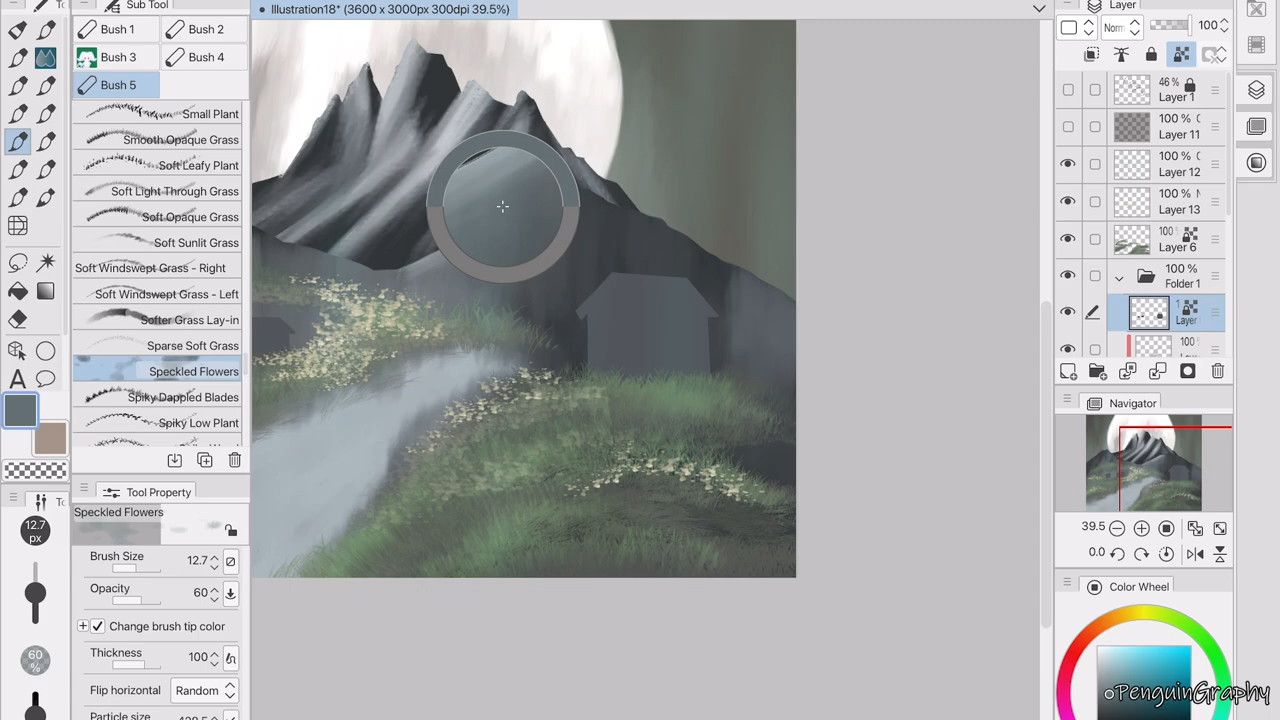 Sub Tool
Illustration18* (3600 x 3000px 300dpi 39.5%)
Layer
Bush 1
Bush 2
Bush 3
Bush 4
Bush 5
Small Plant
Smooth Opaque Grass
Soft Leafy Plant
Soft Light Through Grass
Soft Opaque Grass
Soft Sunlit Grass
Soft Windswept Grass - Right
Soft Windswept Grass - Left
Softer Grass Lay-in
Sparse Soft Grass
Speckled Flowers
Spiky Dappled Blades
Spiky Low Plant
Tool Property
Speckled Flowers
12.7
px
Brush Size
12.7
Opacity
60
Change brush tip color
60
%
Thickness
100
Flip horizontal
Random
Particle size
Norm
100
46 %
Layer 1
100 % C
Layer 11
100 % C
Layer 12
100 % N
Layer 13
100
Layer 6
100 %
Folder 1
1
Layer
100
Navigator
39.5
0.0
Color Wheel
oPenguinGraphy